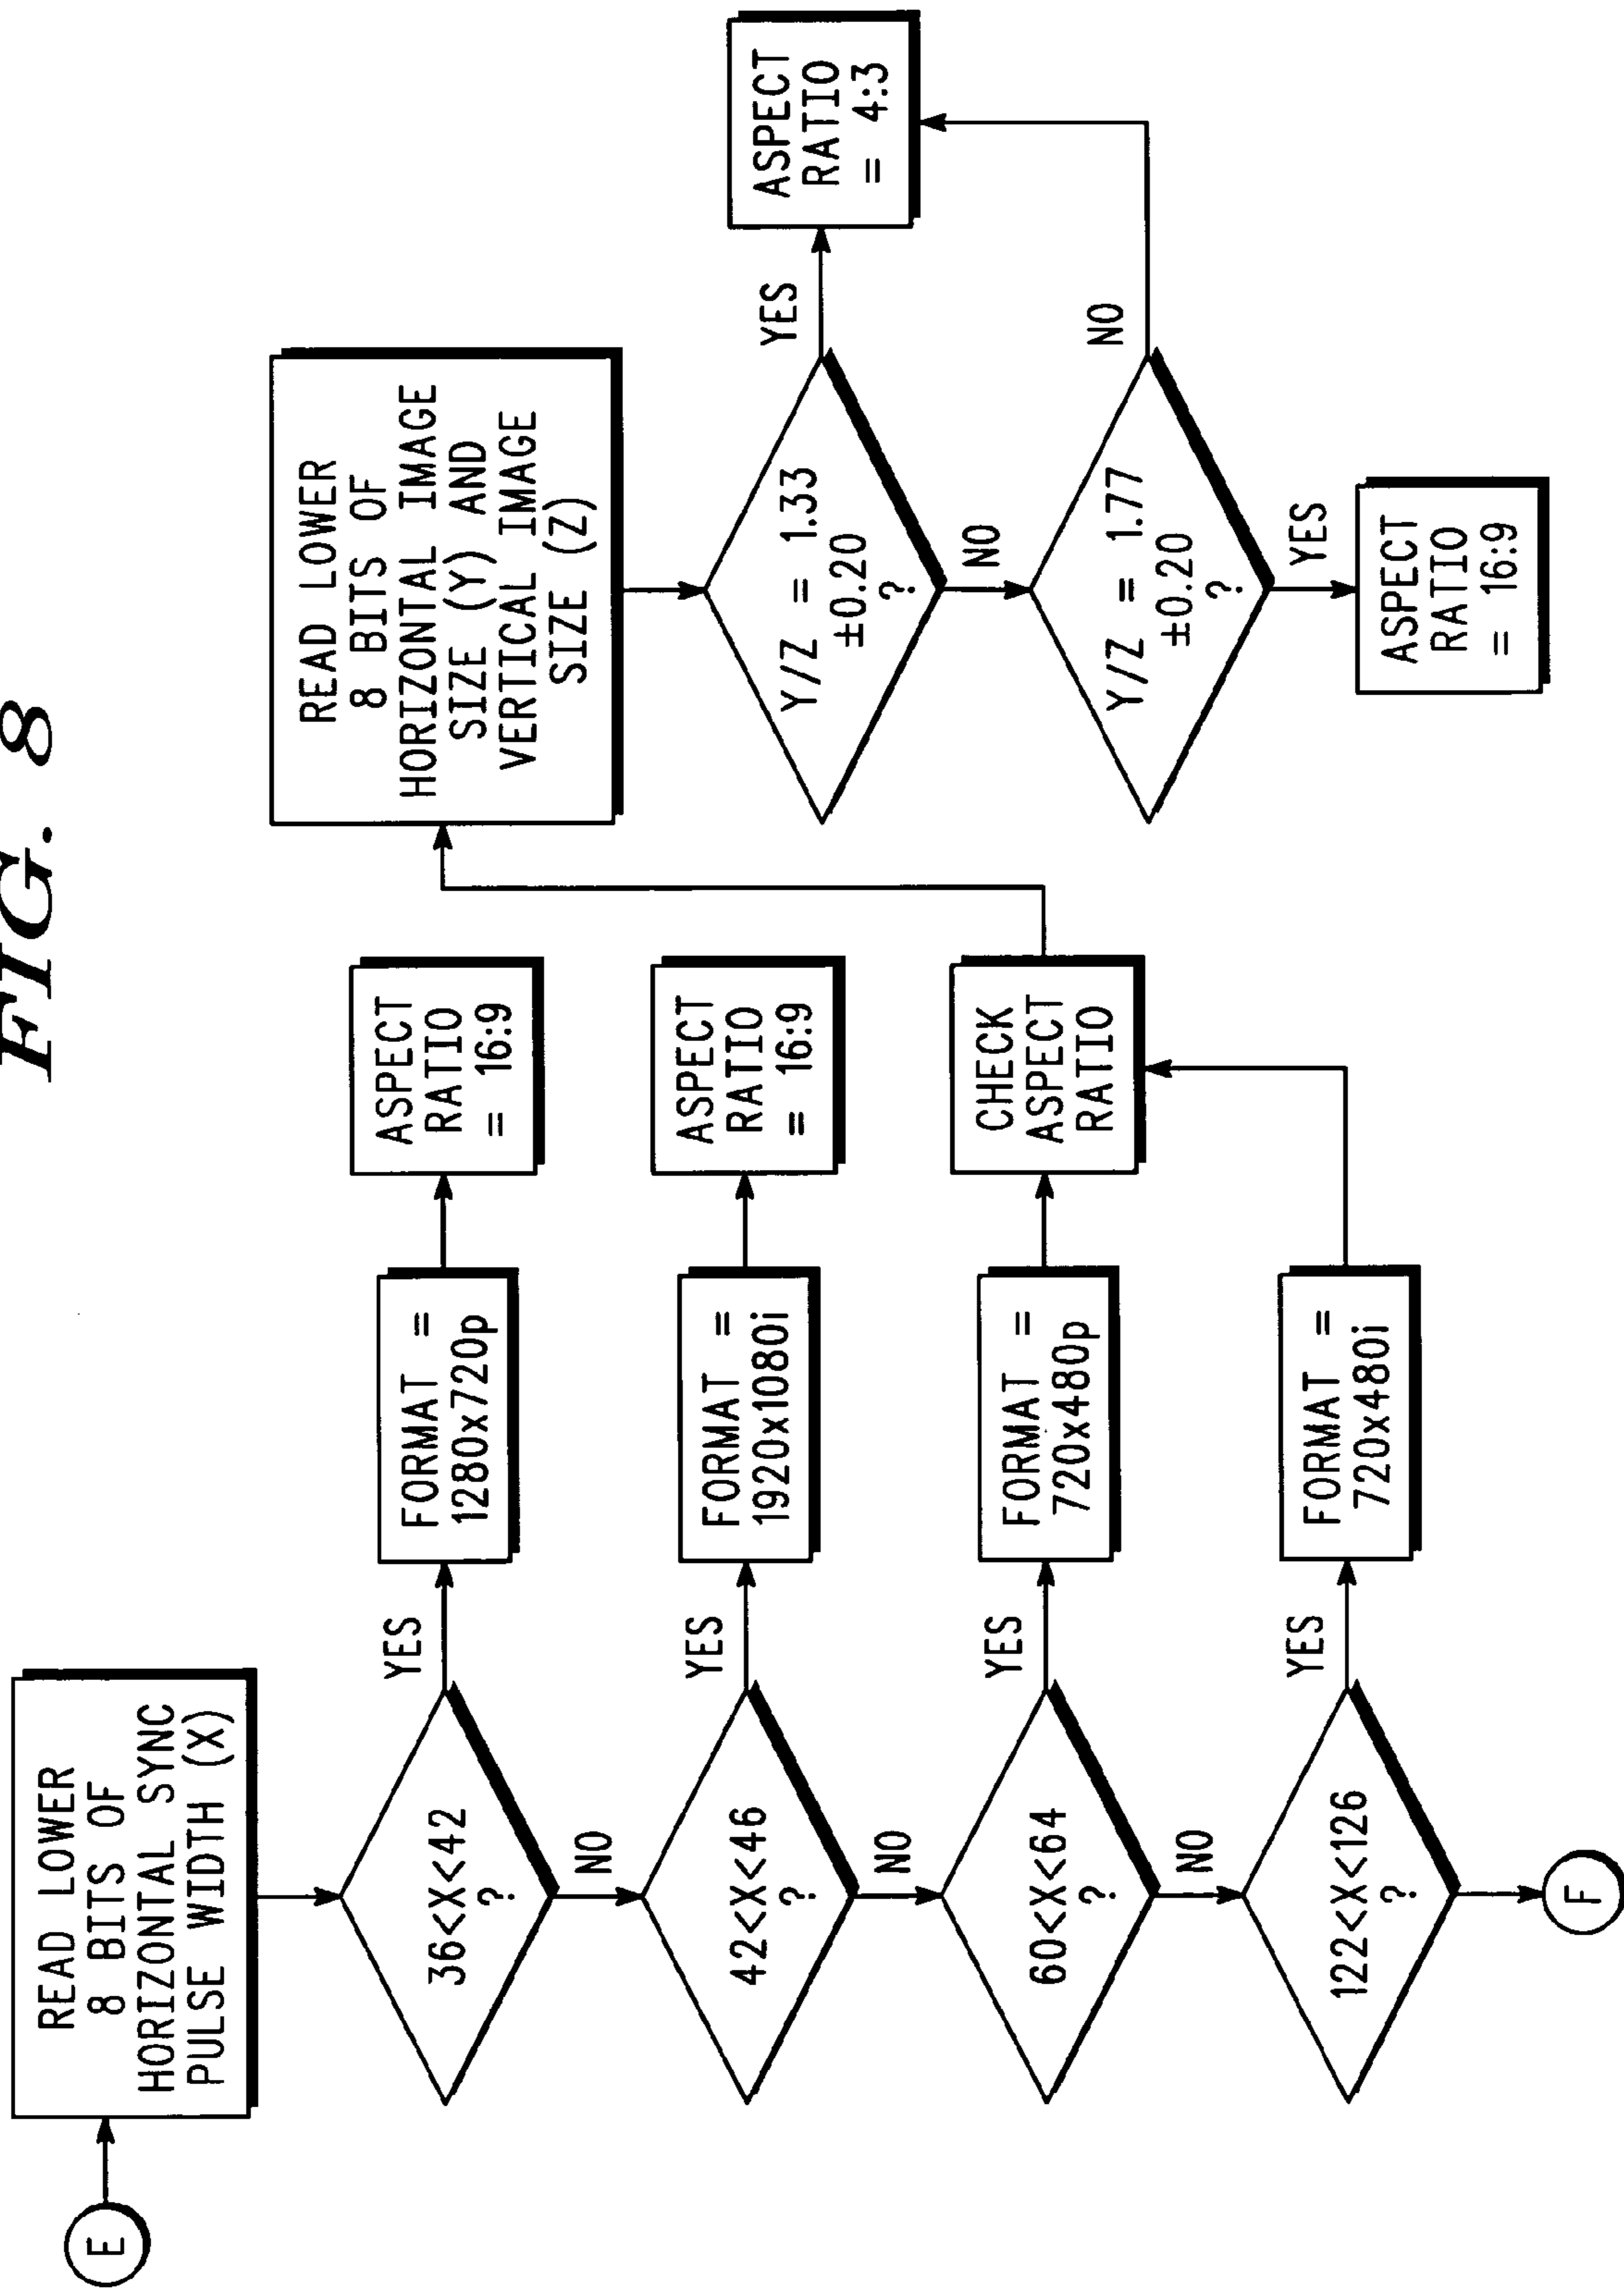 FIG. 8
E
READ LOWER
8 BITS OF
HORIZONTAL SYNC
PULSE WIDTH (X)
36<X<42
?
YES
FORMAT =
1280x720p
ASPECT
RATIO
= 16:9
NO
42<X<46
?
YES
FORMAT =
1920x1080i
ASPECT
RATIO
= 16:9
NO
60<X<64
?
YES
FORMAT =
720x480p
CHECK
ASPECT
RATIO
NO
122<X<126
?
YES
FORMAT =
720x480i
F
READ LOWER
8 BITS OF
HORIZONTAL IMAGE
SIZE (Y) AND
VERTICAL IMAGE
SIZE (Z)
Y/Z = 1.33
±0.20
?
YES
ASPECT
RATIO
= 4:3
NO
Y/Z = 1.77
±0.20
?
NO
YES
ASPECT
RATIO
= 16:9